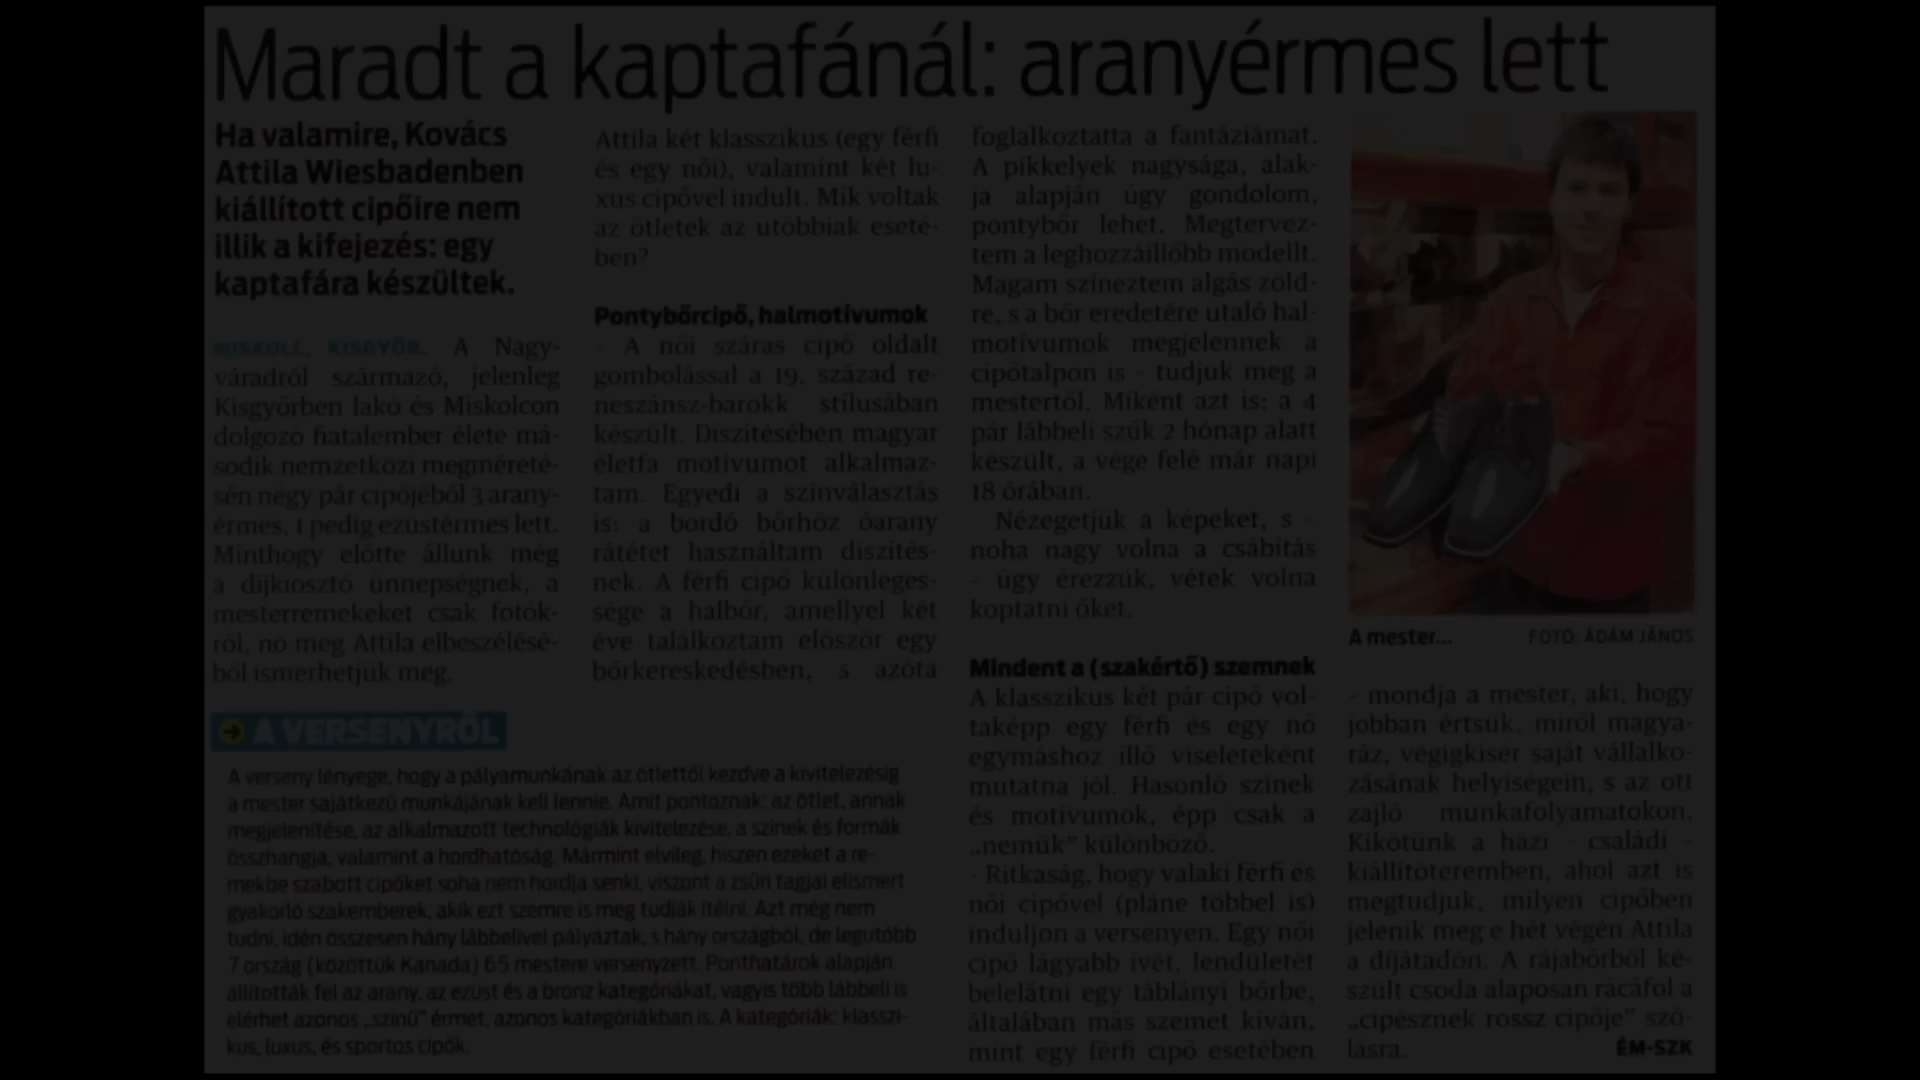 Maradt a kaptafánál: aranyérmes lett
Ha valamire, Kovács
Attila Wiesbadenben
kiállított cipőire nem
illik a kifejezés: egy
kaptafára készültek.
MISKOLC, KISGYŐR. A Nagy-
váradról származó, jelenleg
Kisgyőrben lakó és Miskolcon
dolgozó fiatalember élete má-
sodik nemzetközi megméreté-
sén négy pár cipőjéből 3 arany-
érmes, 1 pedig ezüstérmes lett.
Minthogy előtte állunk még
a díjkiosztó ünnepségnek, a
mesterremekeket csak fotók-
ról, no meg Attila elbeszélésé-
ből ismerhetjük meg.
Attila két klasszikus (egy férfi
és egy női), valamint két lu-
xus cipővel indult. Mik voltak
az ötletek az utóbbiak eseté-
ben?
Pontybőrcipő, halmotívumok
- A női száras cipő oldalt
gombolással a 19. század re-
neszánsz-barokk stílusában
készült. Díszítésében magyar
életfa motívumot alkalmaz-
tam. Egyedi a színválasztás
is: a bordó bőrhöz óarany
rátétet használtam díszítés-
nek. A férfi cipő különleges-
sége a halbőr, amellyel két
éve találkoztam először egy
bőrkereskedésben, s azóta
foglalkoztatta a fantáziámat.
A pikkelyek nagysága, alak-
ja alapján úgy gondolom,
pontybőr lehet. Megtervez-
tem a leghozzáillőbb modellt.
Magam színeztem algás zöld-
re, s a bőr eredetére utaló hal-
motívumok megjelennek a
cipőtalpon is - tudjuk meg a
mestertől. Miként azt is: a 4
pár lábbeli szűk 2 hónap alatt
készült, a vége felé már napi
18 órában.
Nézegetjük a képeket, s -
noha nagy volna a csábítás
- úgy érezzük, vétek volna
koptatni őket.
Mindent a (szakértő) szemnek
A klasszikus két pár cipő vol-
taképp egy férfi és egy nő
egymáshoz illő viseleteként
mutatna jól. Hasonló színek
és motívumok, épp csak a
„nemük” különböző.
- Ritkaság, hogy valaki férfi és
női cipővel (pláne többel is)
induljon a versenyen. Egy női
cipő lágyabb ívét, lendületét
belelátni egy táblányi bőrbe,
általában más szemet kíván,
mint egy férfi cipő esetében
A mester... FOTÓ: ÁDÁM JÁNOS
- mondja a mester, aki, hogy
jobban értsük, miről magya-
ráz, végigkísér saját vállalko-
zásának helyiségein, s az ott
zajló munkafolyamatokon.
Kikötünk a házi - családi -
kiállítóteremben, ahol azt is
megtudjuk, milyen cipőben
jelenik meg e hét végén Attila
a díjátadón. A rájabőrből ké-
szült csoda alaposan rácáfol a
„cipésznek rossz cipője” szó-
lásra. ÉM-SZK
A VERSENYRŐL
A verseny lényege, hogy a pályamunkának az ötlettől kezdve a kivitelezésig
a mester sajátkezű munkájának kell lennie. Amit pontoznak: az ötlet, annak
megjelenítése, az alkalmazott technológiák kivitelezése, a színek és formák
összhangja, valamint a hordhatóság. Mármint elvileg, hiszen ezeket a re-
mekbe szabott cipőket soha nem hordja senki, viszont a zsűri tagjai elismert
gyakorló szakemberek, akik ezt szemre is meg tudják ítélni. Azt még nem
tudni, idén összesen hány lábbelivel pályáztak, s hány országból, de legutóbb
7 ország (közöttük Kanada) 65 mestere versenyzett. Ponthatárok alapján
állították fel az arany, az ezüst és a bronz kategóriákat, vagyis több lábbeli is
elérhet azonos „színű” érmet, azonos kategóriákban is. A kategóriák: klasszi-
kus, luxus, és sportos cipők.